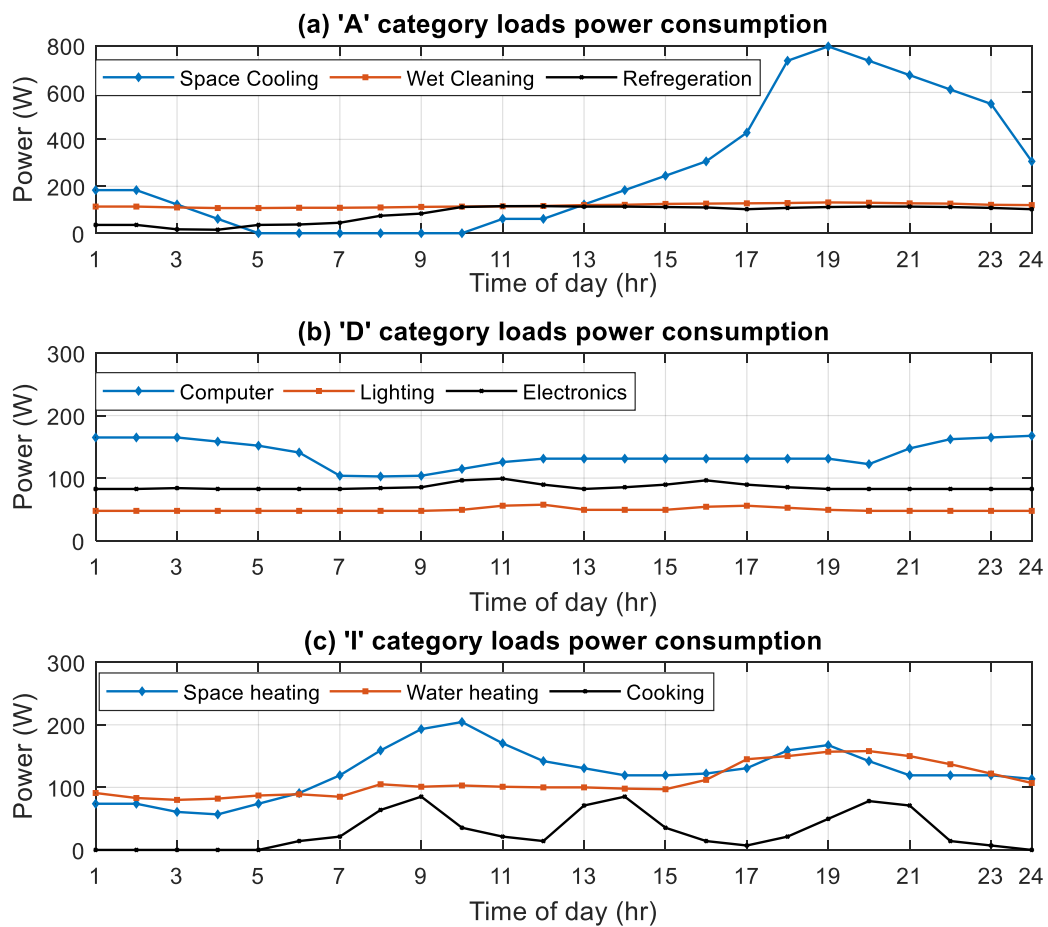 (a) 'A' category loads power consumption
800
600
400
200
0
Power (W)
Space Cooling Wet Cleaning Refregeration
1 3 5 7 9 11 13 15 17 19 21 23 24
Time of day (hr)
(b) 'D' category loads power consumption
300
200
100
0
Power (W)
Computer Lighting Electronics
1 3 5 7 9 11 13 15 17 19 21 23 24
Time of day (hr)
(c) 'I' category loads power consumption
300
200
100
0
Power (W)
Space heating Water heating Cooking
1 3 5 7 9 11 13 15 17 19 21 23 24
Time of day (hr)